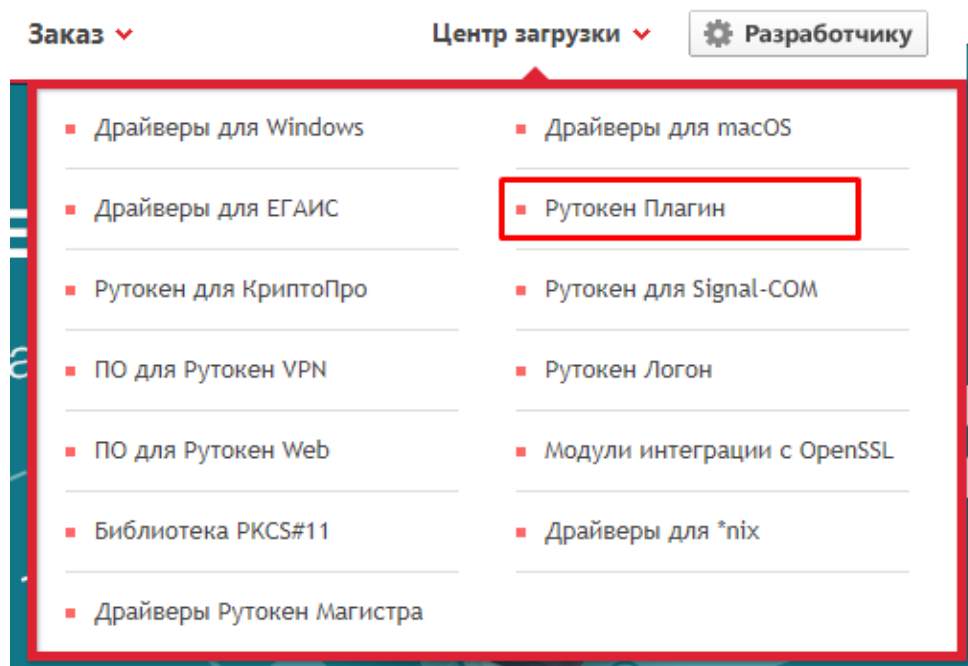 Заказ Центр загрузки Разработчику
Драйверы для Windows
Драйверы для macOS
Драйверы для ЕГАИС
Рутокен Плагин
Рутокен для КриптоПро
Рутокен для Signal-COM
ПО для Рутокен VPN
Рутокен Логон
ПО для Рутокен Web
Модули интеграции с OpenSSL
Библиотека PKCS#11
Драйверы для *nix
Драйверы Рутокен Магистра